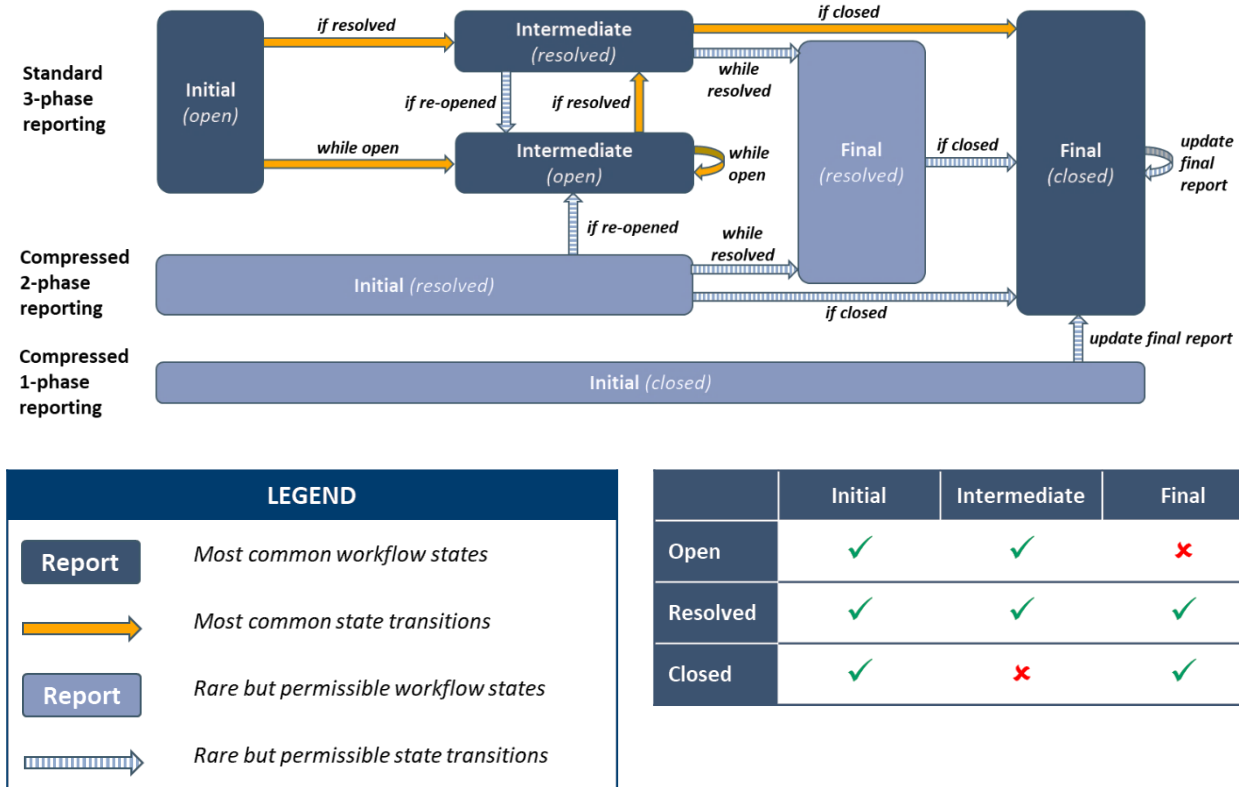 if resolved
if closed
Intermediate
(resolved)
Standard
3-phase
reporting
Initial
(open)
while
resolved
if re-opened
if resolved
while open
Intermediate
(open)
while
open
Final
(resolved)
if closed
Final
(closed)
update
final
report
if re-opened
while
resolved
Compressed
2-phase
reporting
Initial (resolved)
if closed
update final report
Compressed
1-phase
reporting
Initial (closed)
LEGEND
Report
Most common workflow states
Most common state transitions
Report
Rare but permissible workflow states
Rare but permissible state transitions
Initial Intermediate Final
Open ✓ ✓ ✘
Resolved ✓ ✓ ✓
Closed ✓ ✘ ✓